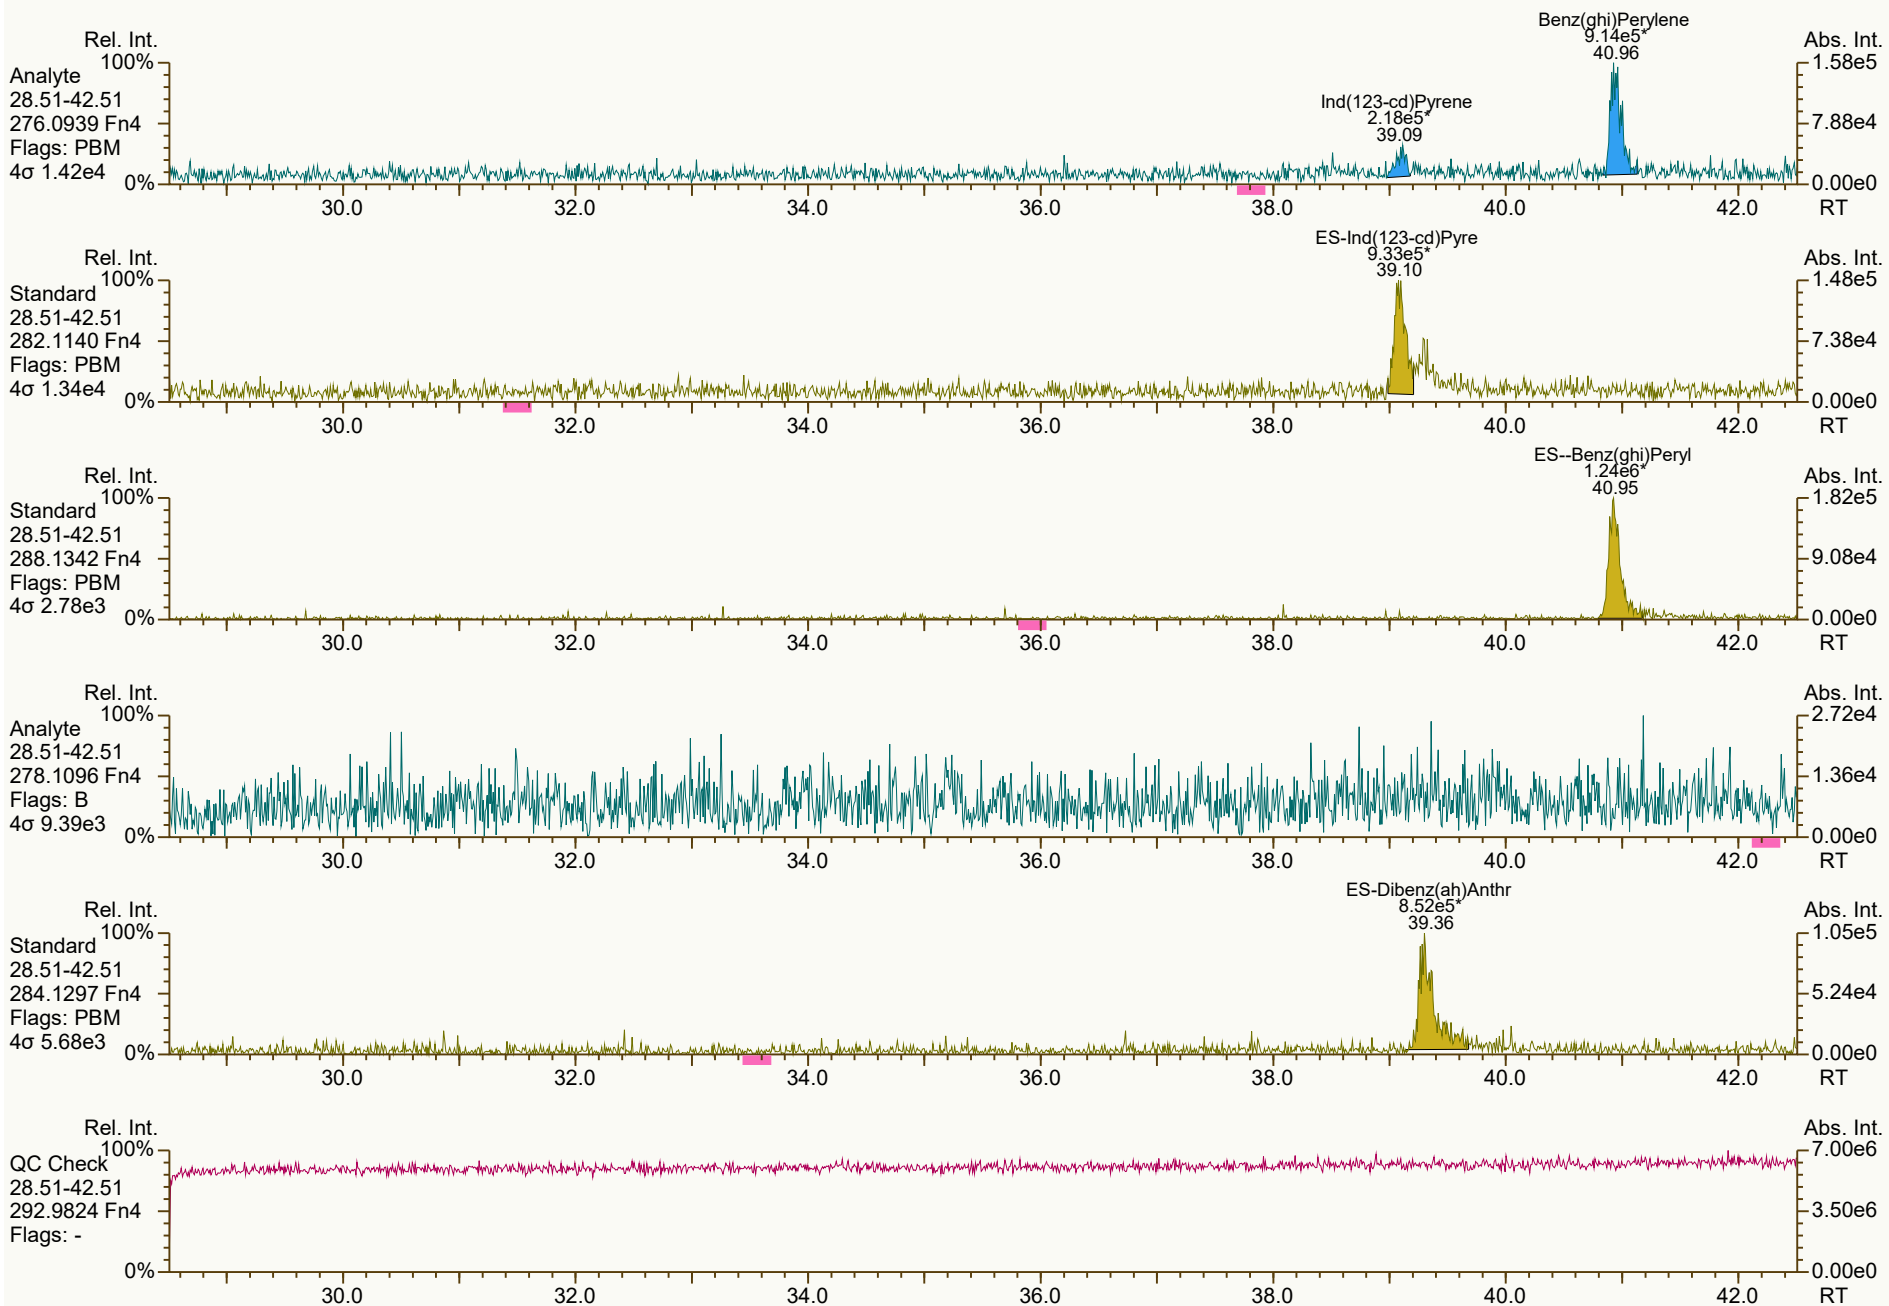 Benz(ghi)Perylene
9.14e5*
40.96
Rel. Int.
Abs. Int.
100%
1.58e5
Analyte
28.51-42.51
276.0939 Fn4
Flags: PBM
4σ 1.42e4
Ind(123-cd)Pyrene
2.18e5*
39.09
7.88e4
0%
0.00e0
30.0 32.0 34.0 36.0 38.0 40.0 42.0 RT
ES-Ind(123-cd)Pyre
9.33e5*
39.10
Rel. Int.
Abs. Int.
100%
1.48e5
Standard
28.51-42.51
282.1140 Fn4
Flags: PBM
4σ 1.34e4
7.38e4
0%
0.00e0
30.0 32.0 34.0 36.0 38.0 40.0 42.0 RT
ES--Benz(ghi)Peryl
1.24e6*
40.95
Rel. Int.
Abs. Int.
100%
1.82e5
Standard
28.51-42.51
288.1342 Fn4
Flags: PBM
4σ 2.78e3
9.08e4
0%
0.00e0
30.0 32.0 34.0 36.0 38.0 40.0 42.0 RT
Rel. Int.
Abs. Int.
100%
2.72e4
Analyte
28.51-42.51
278.1096 Fn4
Flags: B
4σ 9.39e3
1.36e4
0%
0.00e0
30.0 32.0 34.0 36.0 38.0 40.0 42.0 RT
ES-Dibenz(ah)Anthr
8.52e5*
39.36
Rel. Int.
Abs. Int.
100%
1.05e5
Standard
28.51-42.51
284.1297 Fn4
Flags: PBM
4σ 5.68e3
5.24e4
0%
0.00e0
30.0 32.0 34.0 36.0 38.0 40.0 42.0 RT
Rel. Int.
Abs. Int.
100%
7.00e6
QC Check
28.51-42.51
292.9824 Fn4
Flags: -
3.50e6
0%
0.00e0
30.0 32.0 34.0 36.0 38.0 40.0 42.0 RT